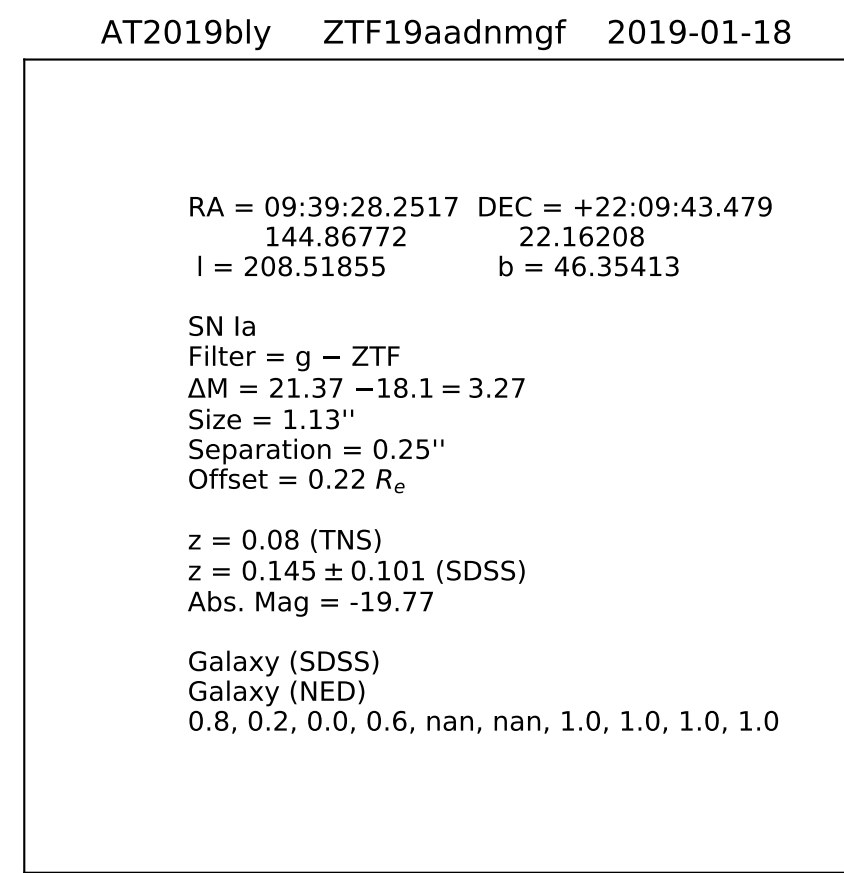 AT2019bly ZTF19aadnmgf 2019-01-18
RA = 09:39:28.2517 DEC = +22:09:43.479
144.86772 22.16208
l = 208.51855 b = 46.35413
SN Ia
Filter = g − ZTF
ΔM = 21.37 −18.1 = 3.27
Size = 1.13''
Separation = 0.25''
Offset = 0.22 Re
z = 0.08 (TNS)
z = 0.145 ± 0.101 (SDSS)
Abs. Mag = -19.77
Galaxy (SDSS)
Galaxy (NED)
0.8, 0.2, 0.0, 0.6, nan, nan, 1.0, 1.0, 1.0, 1.0